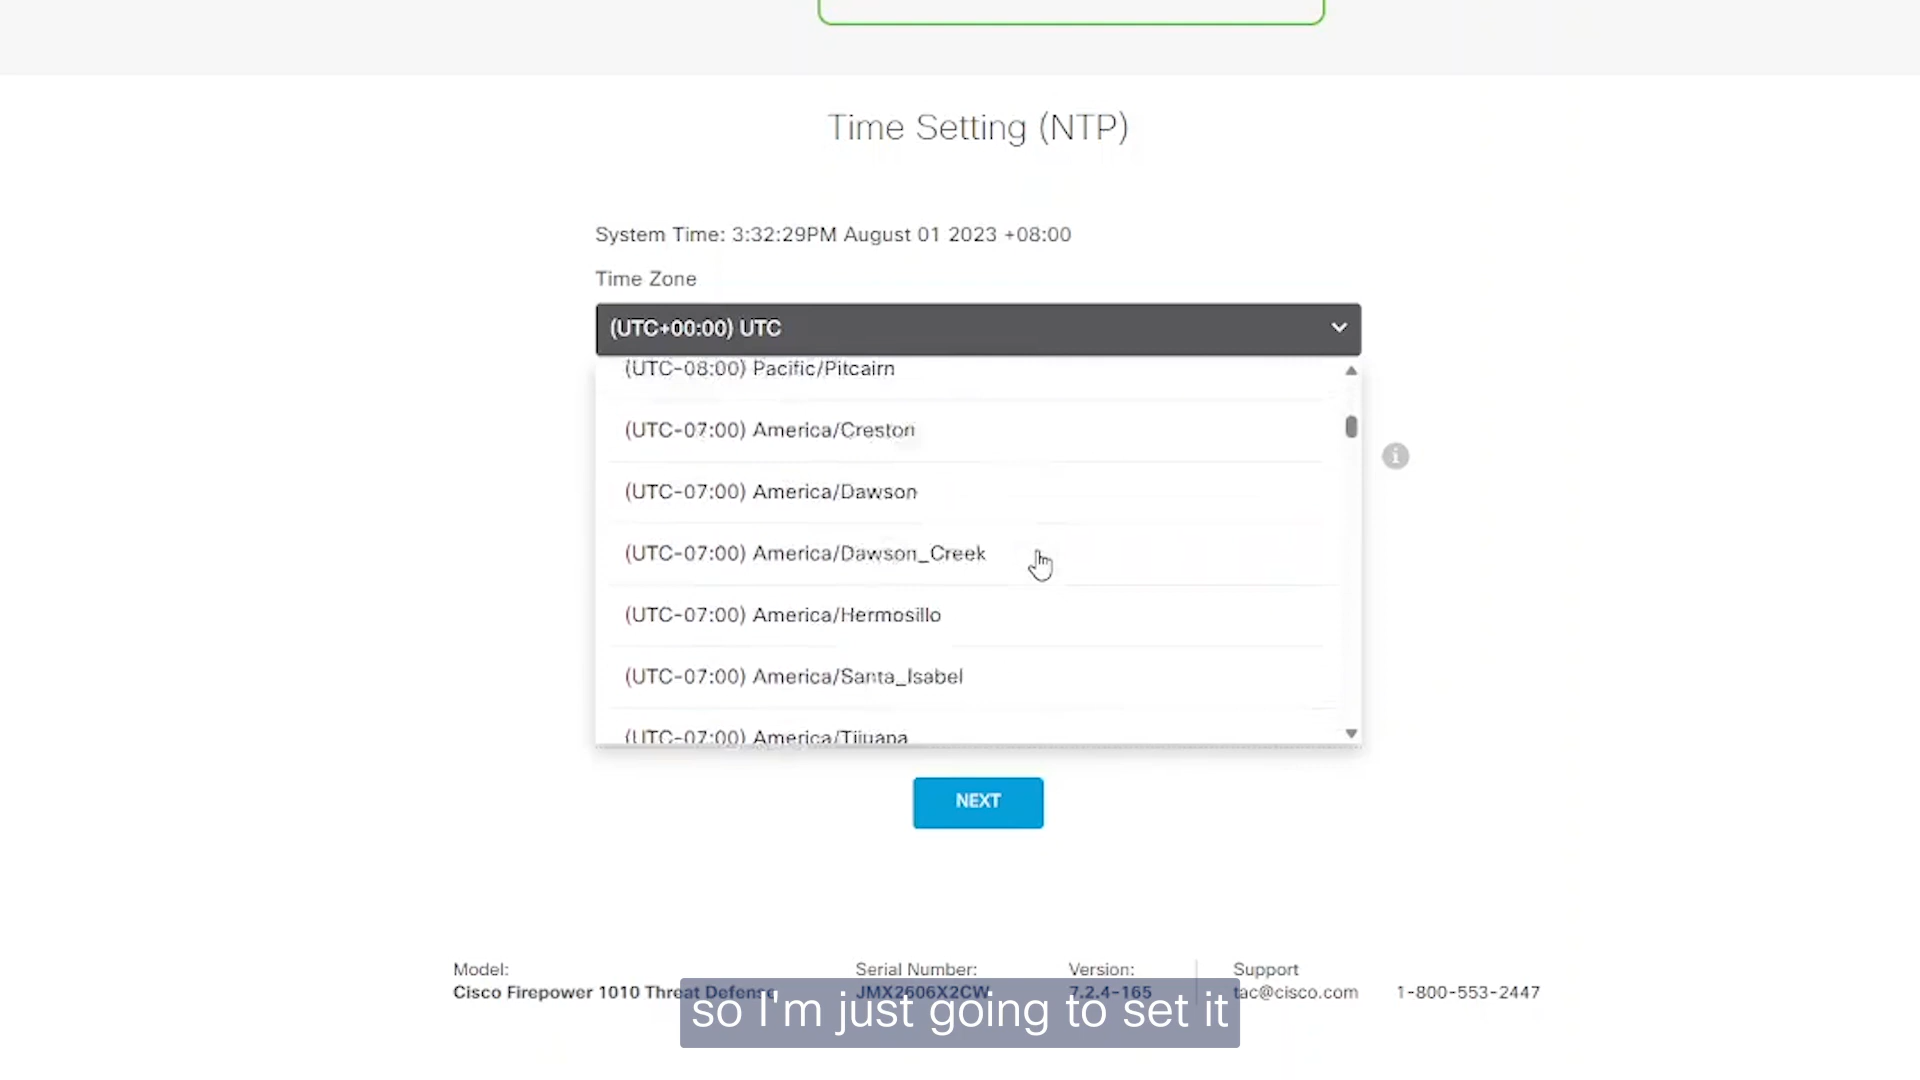 Time Setting (NTP)
System Time: 3:32:29PM August 01 2023 +08:00
Time Zone
(UTC+00:00) UTC
(UTC-08:00) Pacific/Pitcairn
(UTC-07:00) America/Creston
(UTC-07:00) America/Dawson
(UTC-07:00) America/Dawson_Creek
(UTC-07:00) America/Hermosillo
(UTC-07:00) America/Santa_Isabel
(UTC-07:00) America/Tijuana
NEXT
Model: Serial Number: Version: Support
Cisco Firepower 1010 Threat Defense JMX2606X2CW 7.2.4-165 tac@cisco.com 1-800-553-2447
so I'm just going to set it